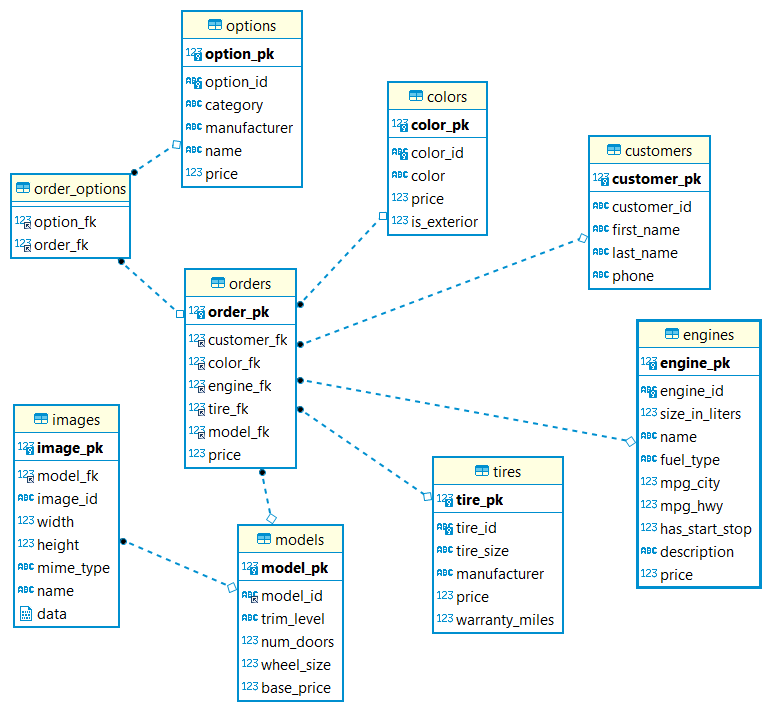 options
123 option_pk
ABC option_id
ABC category
ABC manufacturer
ABC name
123 price
colors
123 color_pk
ABC color_id
ABC color
123 price
123 is_exterior
customers
123 customer_pk
ABC customer_id
ABC first_name
ABC last_name
ABC phone
order_options
123 option_fk
123 order_fk
orders
123 order_pk
123 customer_fk
123 color_fk
123 engine_fk
123 tire_fk
123 model_fk
123 price
engines
123 engine_pk
ABC engine_id
123 size_in_liters
ABC name
ABC fuel_type
123 mpg_city
123 mpg_hwy
123 has_start_stop
ABC description
123 price
images
123 image_pk
123 model_fk
ABC image_id
123 width
123 height
ABC mime_type
ABC name
data
tires
123 tire_pk
ABC tire_id
ABC tire_size
ABC manufacturer
123 price
123 warranty_miles
models
123 model_pk
ABC model_id
ABC trim_level
123 num_doors
123 wheel_size
123 base_price